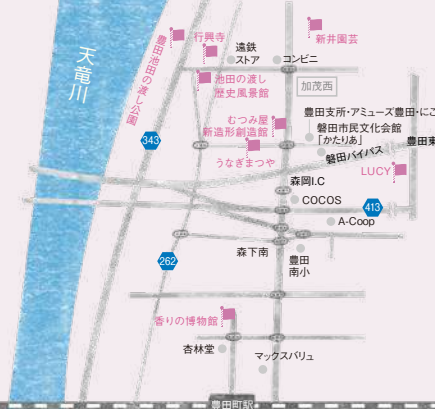 天竜川
豊田池田の渡し公園
行興寺
遠鉄
ストア
コンビニ
新井園芸
池田の渡し
歴史風景館
加茂西
むつみ屋
新造形創造館
うなぎまつや
豊田支所・アミューズ豊田・にこ
磐田市民文化会館
「かたりあ」
磐田バイパス
豊田東
LUCY
343
森岡I.C
COCOS
413
A-Coop
262
森下南
豊田
南小
香りの博物館
杏林堂
マックスバリュ
豊田町駅